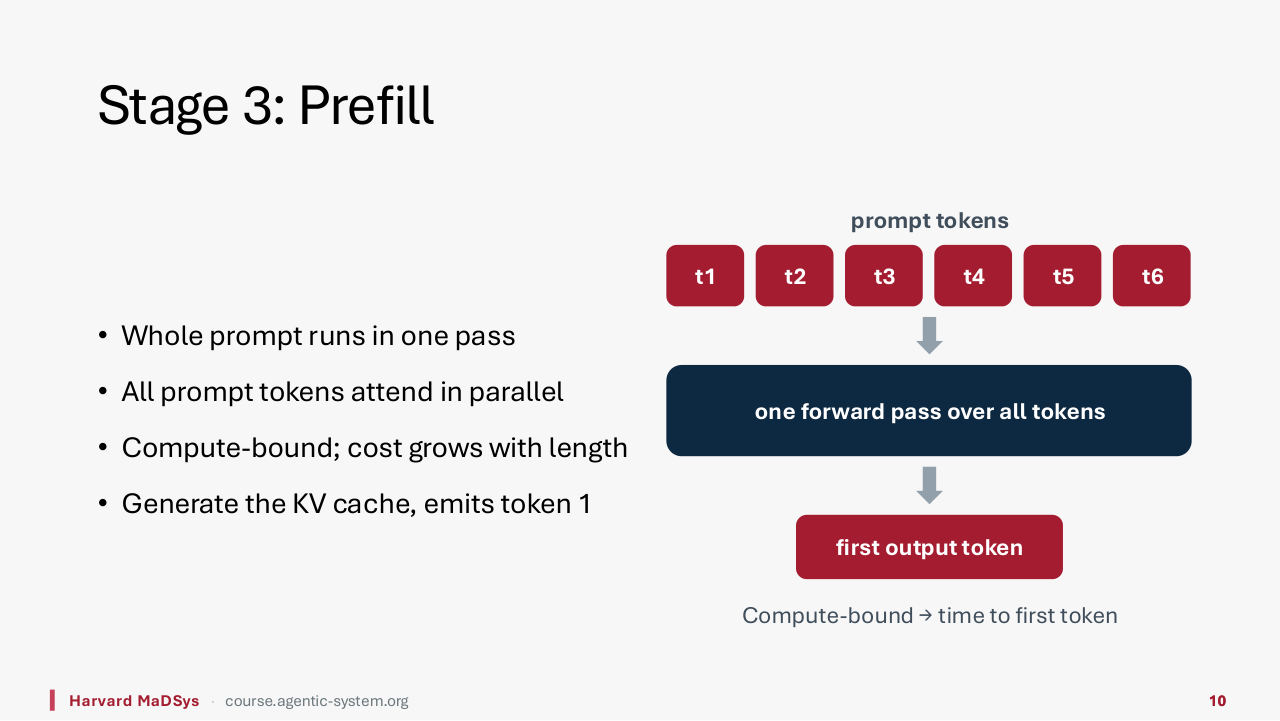 Stage 3: Prefill
• Whole prompt runs in one pass
• All prompt tokens attend in parallel
• Compute-bound; cost grows with length
• Generate the KV cache, emits token 1
prompt tokens
t1 t2 t3 t4 t5 t6
one forward pass over all tokens
first output token
Compute-bound → time to first token
Harvard MaDSys · course.agentic-system.org
10